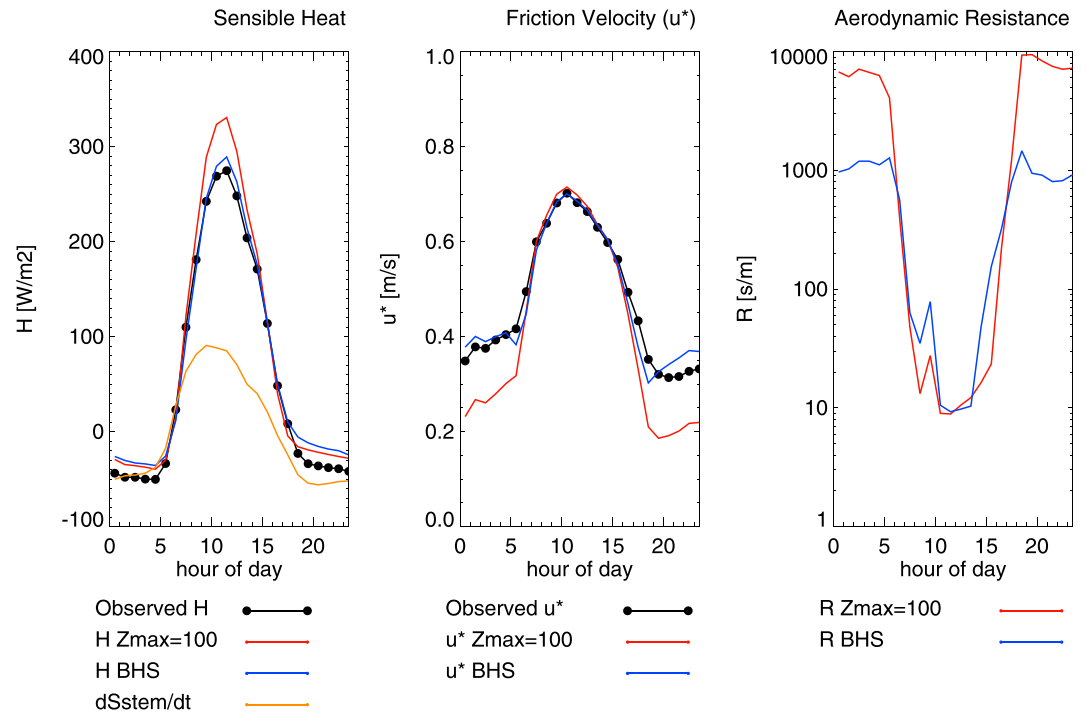 Sensible Heat
400
300
200
100
0
-100
H [W/m2]
0 5 10 15 20
hour of day
Observed H
H Zmax=100
H BHS
dSstem/dt
Friction Velocity (u*)
1.0
0.8
0.6
0.4
0.2
0.0
u* [m/s]
0 5 10 15 20
hour of day
Observed u*
u* Zmax=100
u* BHS
Aerodynamic Resistance
10000
1000
100
10
1
R [s/m]
0 5 10 15 20
hour of day
R Zmax=100
R BHS